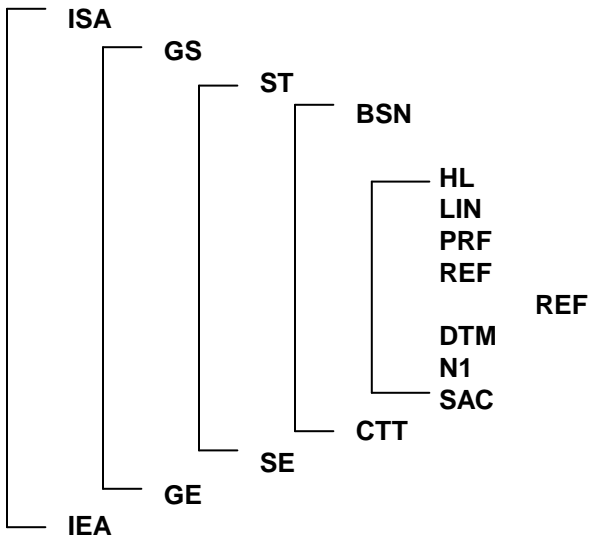 ISA
GS
ST
BSN
HL
LIN
PRF
REF
REF
DTM
N1
SAC
CTT
SE
GE
IEA